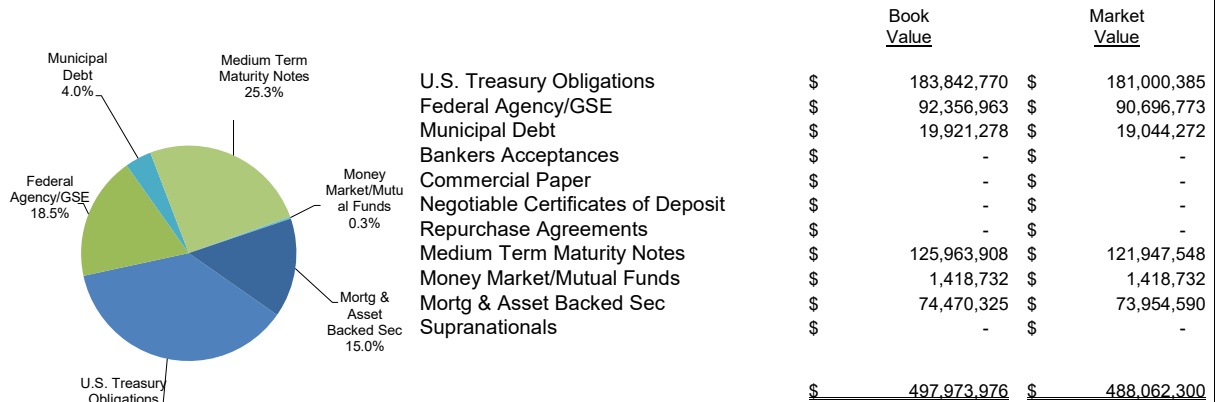 Book
Value
Market
Value
Municipal
Debt
4.0%
Medium Term
Maturity Notes
25.3%
Money
Market/Mutu
al Funds
0.3%
Federal
Agency/GSE
18.5%
Mortg &
Asset
Backed Sec
15.0%
U.S. Treasury
Obligations
U.S. Treasury Obligations $ 183,842,770 $ 181,000,385
Federal Agency/GSE $ 92,356,963 $ 90,696,773
Municipal Debt $ 19,921,278 $ 19,044,272
Bankers Acceptances $ - $ -
Commercial Paper $ - $ -
Negotiable Certificates of Deposit $ - $ -
Repurchase Agreements $ - $ -
Medium Term Maturity Notes $ 125,963,908 $ 121,947,548
Money Market/Mutual Funds $ 1,418,732 $ 1,418,732
Mortg & Asset Backed Sec $ 74,470,325 $ 73,954,590
Supranationals $ - $ -
$ 497,973,976 $ 488,062,300